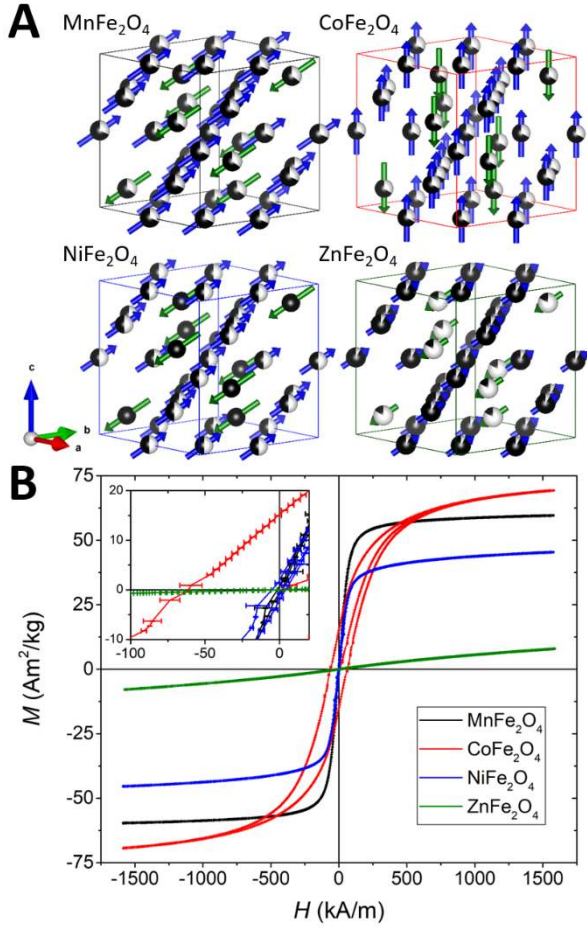 A
MnFe₂O₄
CoFe₂O₄
NiFe₂O₄
ZnFe₂O₄
c
b
a
B
75
50
25
0
-25
-50
-75
M (Am²/kg)
20
10
0
-10
-100
-50
0
MnFe₂O₄
CoFe₂O₄
NiFe₂O₄
ZnFe₂O₄
-1500 -1000 -500 0 500 1000 1500
H (kA/m)